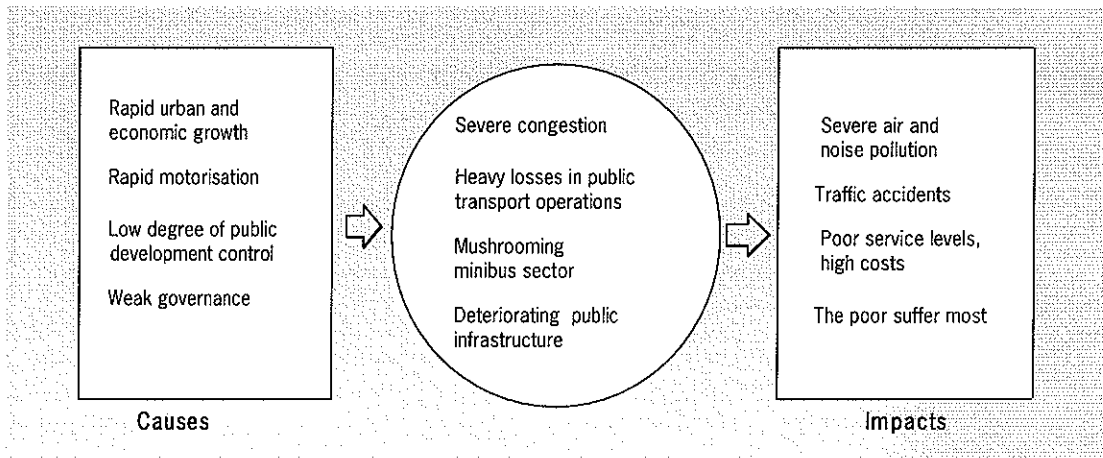 Rapid urban and
economic growth
Rapid motorisation
Low degree of public
development control
Weak governance
Causes
Severe congestion
Heavy losses in public
transport operations
Mushrooming
minibus sector
Deteriorating public
infrastructure
Severe air and
noise pollution
Traffic accidents
Poor service levels,
high costs
The poor suffer most
Impacts